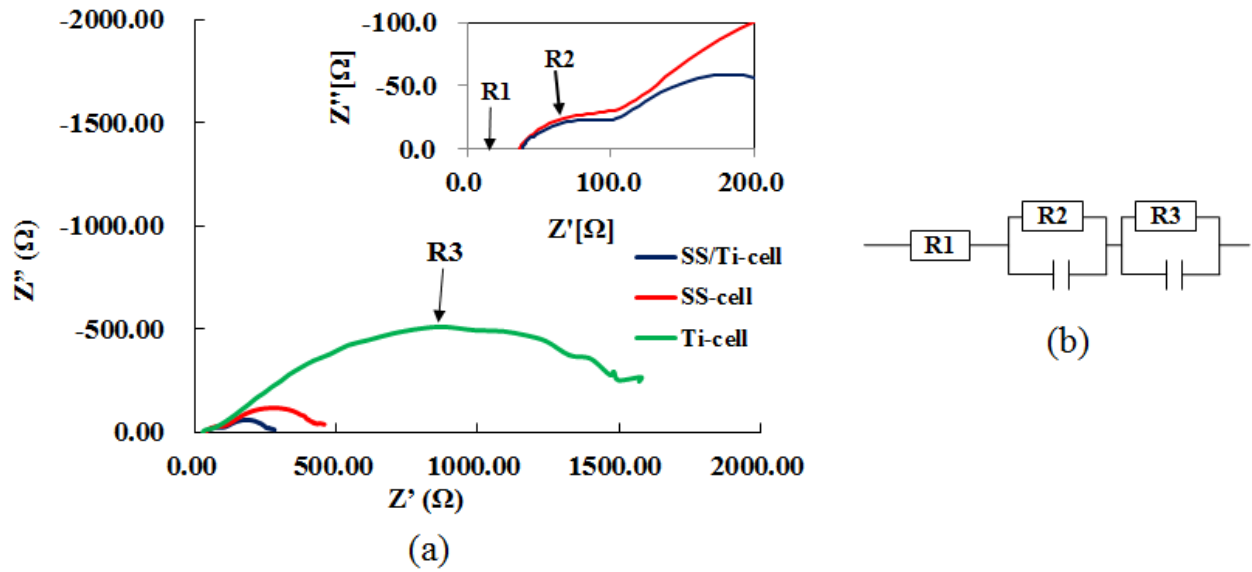 -2000.00
-1500.00
-1000.00
-500.00
0.00
Z” (Ω)
0.00 500.00 1000.00 1500.00 2000.00
Z’ (Ω)
(a)
-100.0
-50.0
0.0
Z"[Ω]
0.0 100.0 200.0
Z'[Ω]
R1
R2
R3
SS/Ti-cell
SS-cell
Ti-cell
R1 R2 R3
(b)